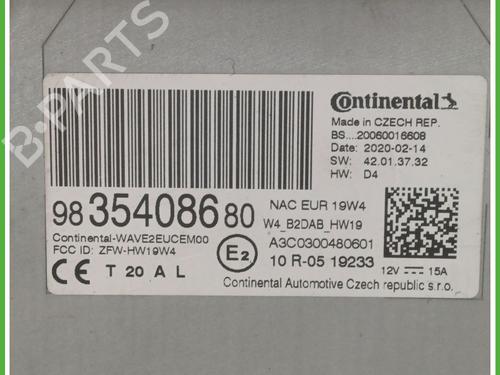 B-PARTS
Continental
Made in CZECH REP.
BS....20060016608
Date: 2020-02-14
SW: 42.01.37.32
HW: D4
98 354086 80
NAC EUR 19W4
W4_B2DAB_HW19
Continental-WAVE2EUCEM00
A3C0300480601
FCC ID: ZFW-HW19W4
E2
10 R-05 19233
CE T 20 A L
12V 15A
Continental Automotive Czech republic s.r.o.